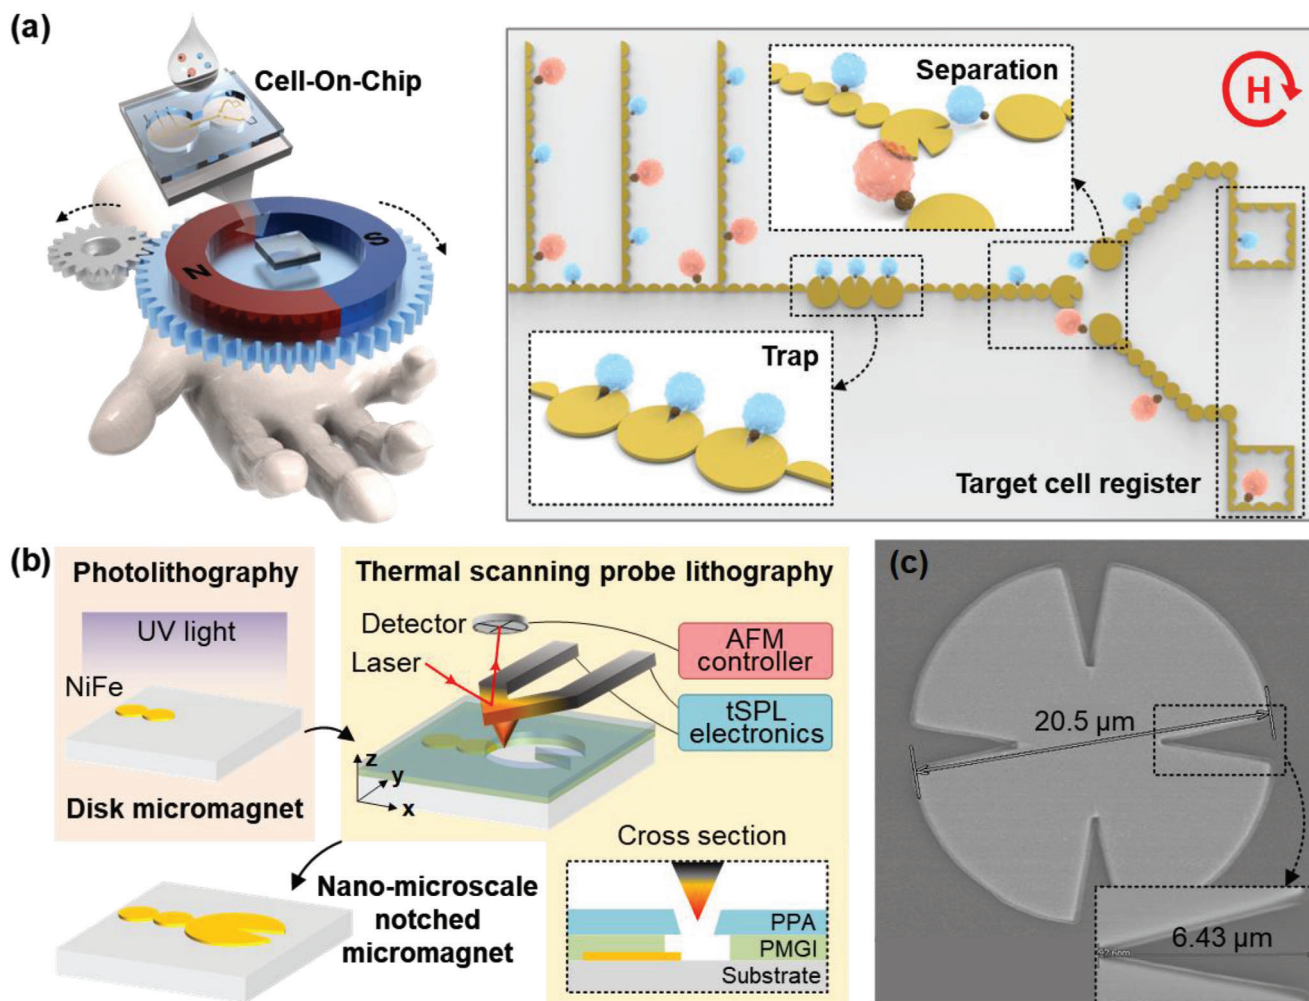 (a)
Cell-On-Chip
N
S
Separation
H
Trap
Target cell register
(b)
Photolithography
UV light
NiFe
Disk micromagnet
Thermal scanning probe lithography
Detector
Laser
AFM
controller
tSPL
electronics
z
y
x
Nano-microscale
notched
micromagnet
Cross section
PPA
PMGI
Substrate
(c)
20.5 µm
6.43 µm